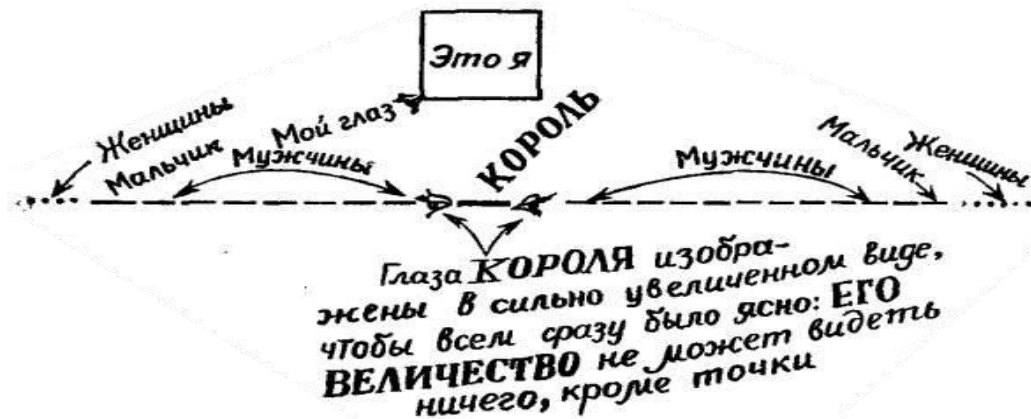 Это я
Женщины
Мальчик
Мужчины
Мой глаз
КОРОЛЬ
Мужчины
Мальчик
Женщины
Глаза КОРОЛЯ изобра-
жены в сильно увеличенном виде,
чтобы всем сразу было ясно: ЕГО
ВЕЛИЧЕСТВО не может видеть
ничего, кроме точки